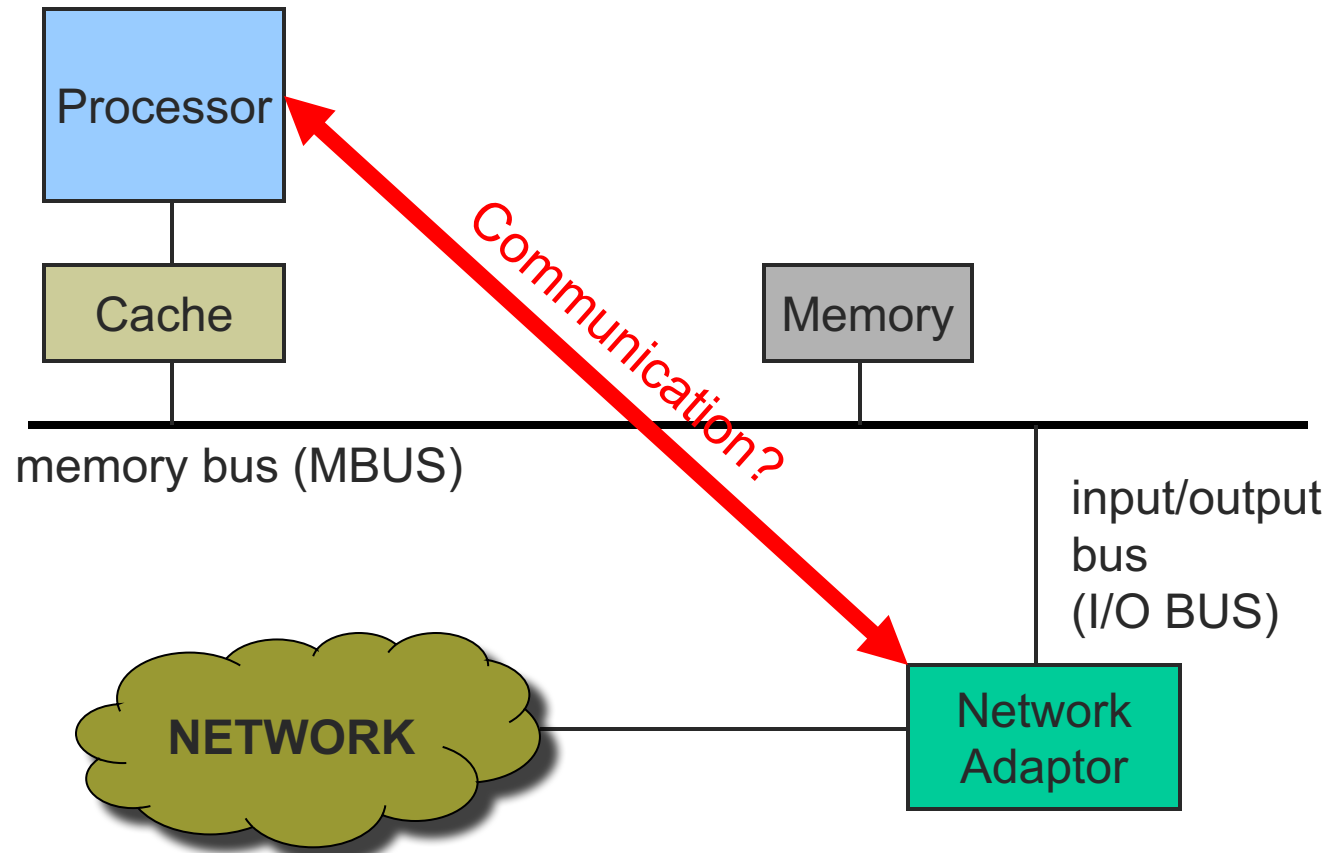 Processor
Cache
Communication?
Memory
memory bus (MBUS)
input/output
bus
(I/O BUS)
NETWORK
Network
Adaptor